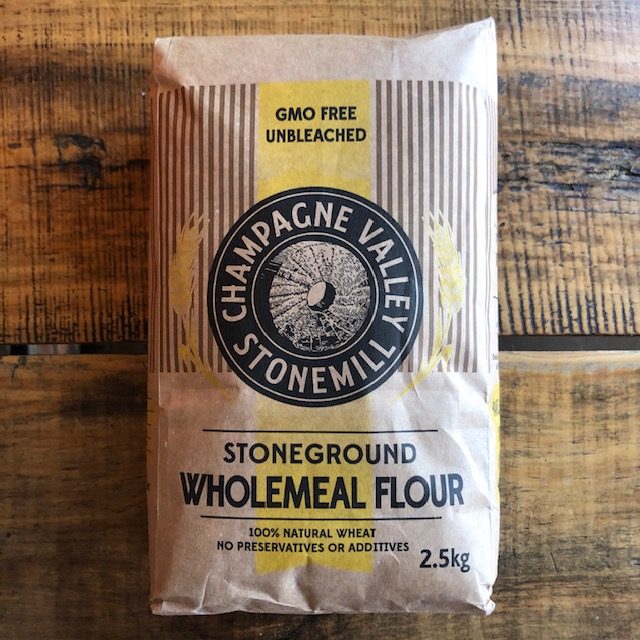 GMO FREE
UNBLEACHED
CHAMPAGNE VALLEY
STONEMILL
STONEGROUND
WHOLEMEAL FLOUR
100% NATURAL WHEAT
NO PRESERVATIVES OR ADDITIVES
2.5kg